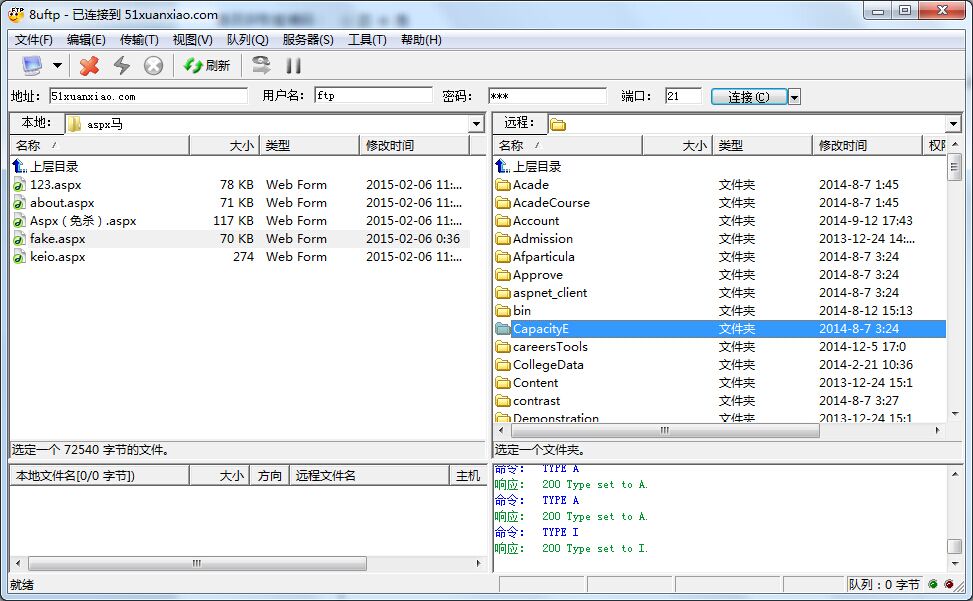 8uftp - 已连接到 51xuanxiao.com
文件(F) 编辑(E) 传输(T) 视图(V) 队列(Q) 服务器(S) 工具(T) 帮助(H)
刷新
地址: 51xuanxiao.com 用户名: ftp 密码: *** 端口: 21 连接(C)
本地: aspx马
名称 大小 类型 修改时间
上层目录
123.aspx 78 KB Web Form 2015-02-06 11:...
about.aspx 71 KB Web Form 2015-02-06 11:...
Aspx（免杀）.aspx 117 KB Web Form 2015-02-06 11:...
fake.aspx 70 KB Web Form 2015-02-06 0:36
keio.aspx 274 Web Form 2015-02-06 11:...
选定一个 72540 字节的文件。
远程:
名称 大小 类型 修改时间 权限
上层目录
Acade 文件夹 2014-8-7 1:45
AcadeCourse 文件夹 2014-8-7 1:45
Account 文件夹 2014-9-12 17:43
Admission 文件夹 2013-12-24 14:...
Afparticula 文件夹 2014-8-7 3:24
Approve 文件夹 2014-8-7 3:24
aspnet_client 文件夹 2014-8-7 3:24
bin 文件夹 2014-8-12 15:13
CapacityE 文件夹 2014-8-7 3:24
careersTools 文件夹 2014-12-5 17:0
CollegeData 文件夹 2014-2-21 10:36
Content 文件夹 2013-12-24 15:1
contrast 文件夹 2014-8-7 3:27
Demonstration 文件夹 2013-12-24 15:1
选定一个文件夹。
本地文件名[0/0 字节]) 大小 方向 远程文件名 主机
命令: TYPE A
响应: 200 Type set to A.
命令: TYPE A
响应: 200 Type set to A.
命令: TYPE I
响应: 200 Type set to I.
就绪
队列：0 字节